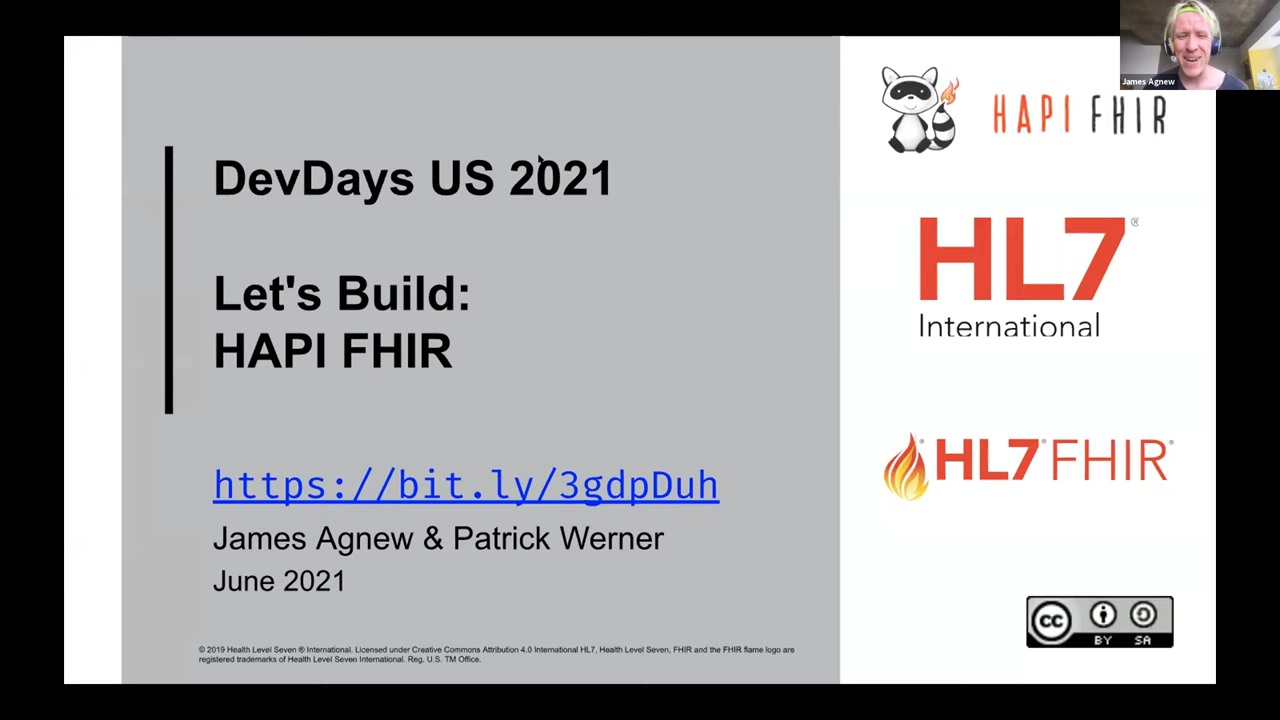 James Agnew
DevDays US 2021
Let's Build:
HAPI FHIR
https://bit.ly/3gdpDuh
James Agnew & Patrick Werner
June 2021
© 2019 Health Level Seven ® International. Licensed under Creative Commons Attribution 4.0 International HL7, Health Level Seven, FHIR and the FHIR flame logo are
registered trademarks of Health Level Seven International. Reg. U.S. TM Office.
HAPI FHIR
HL7®
International
® HL7® FHIR®
CC BY SA